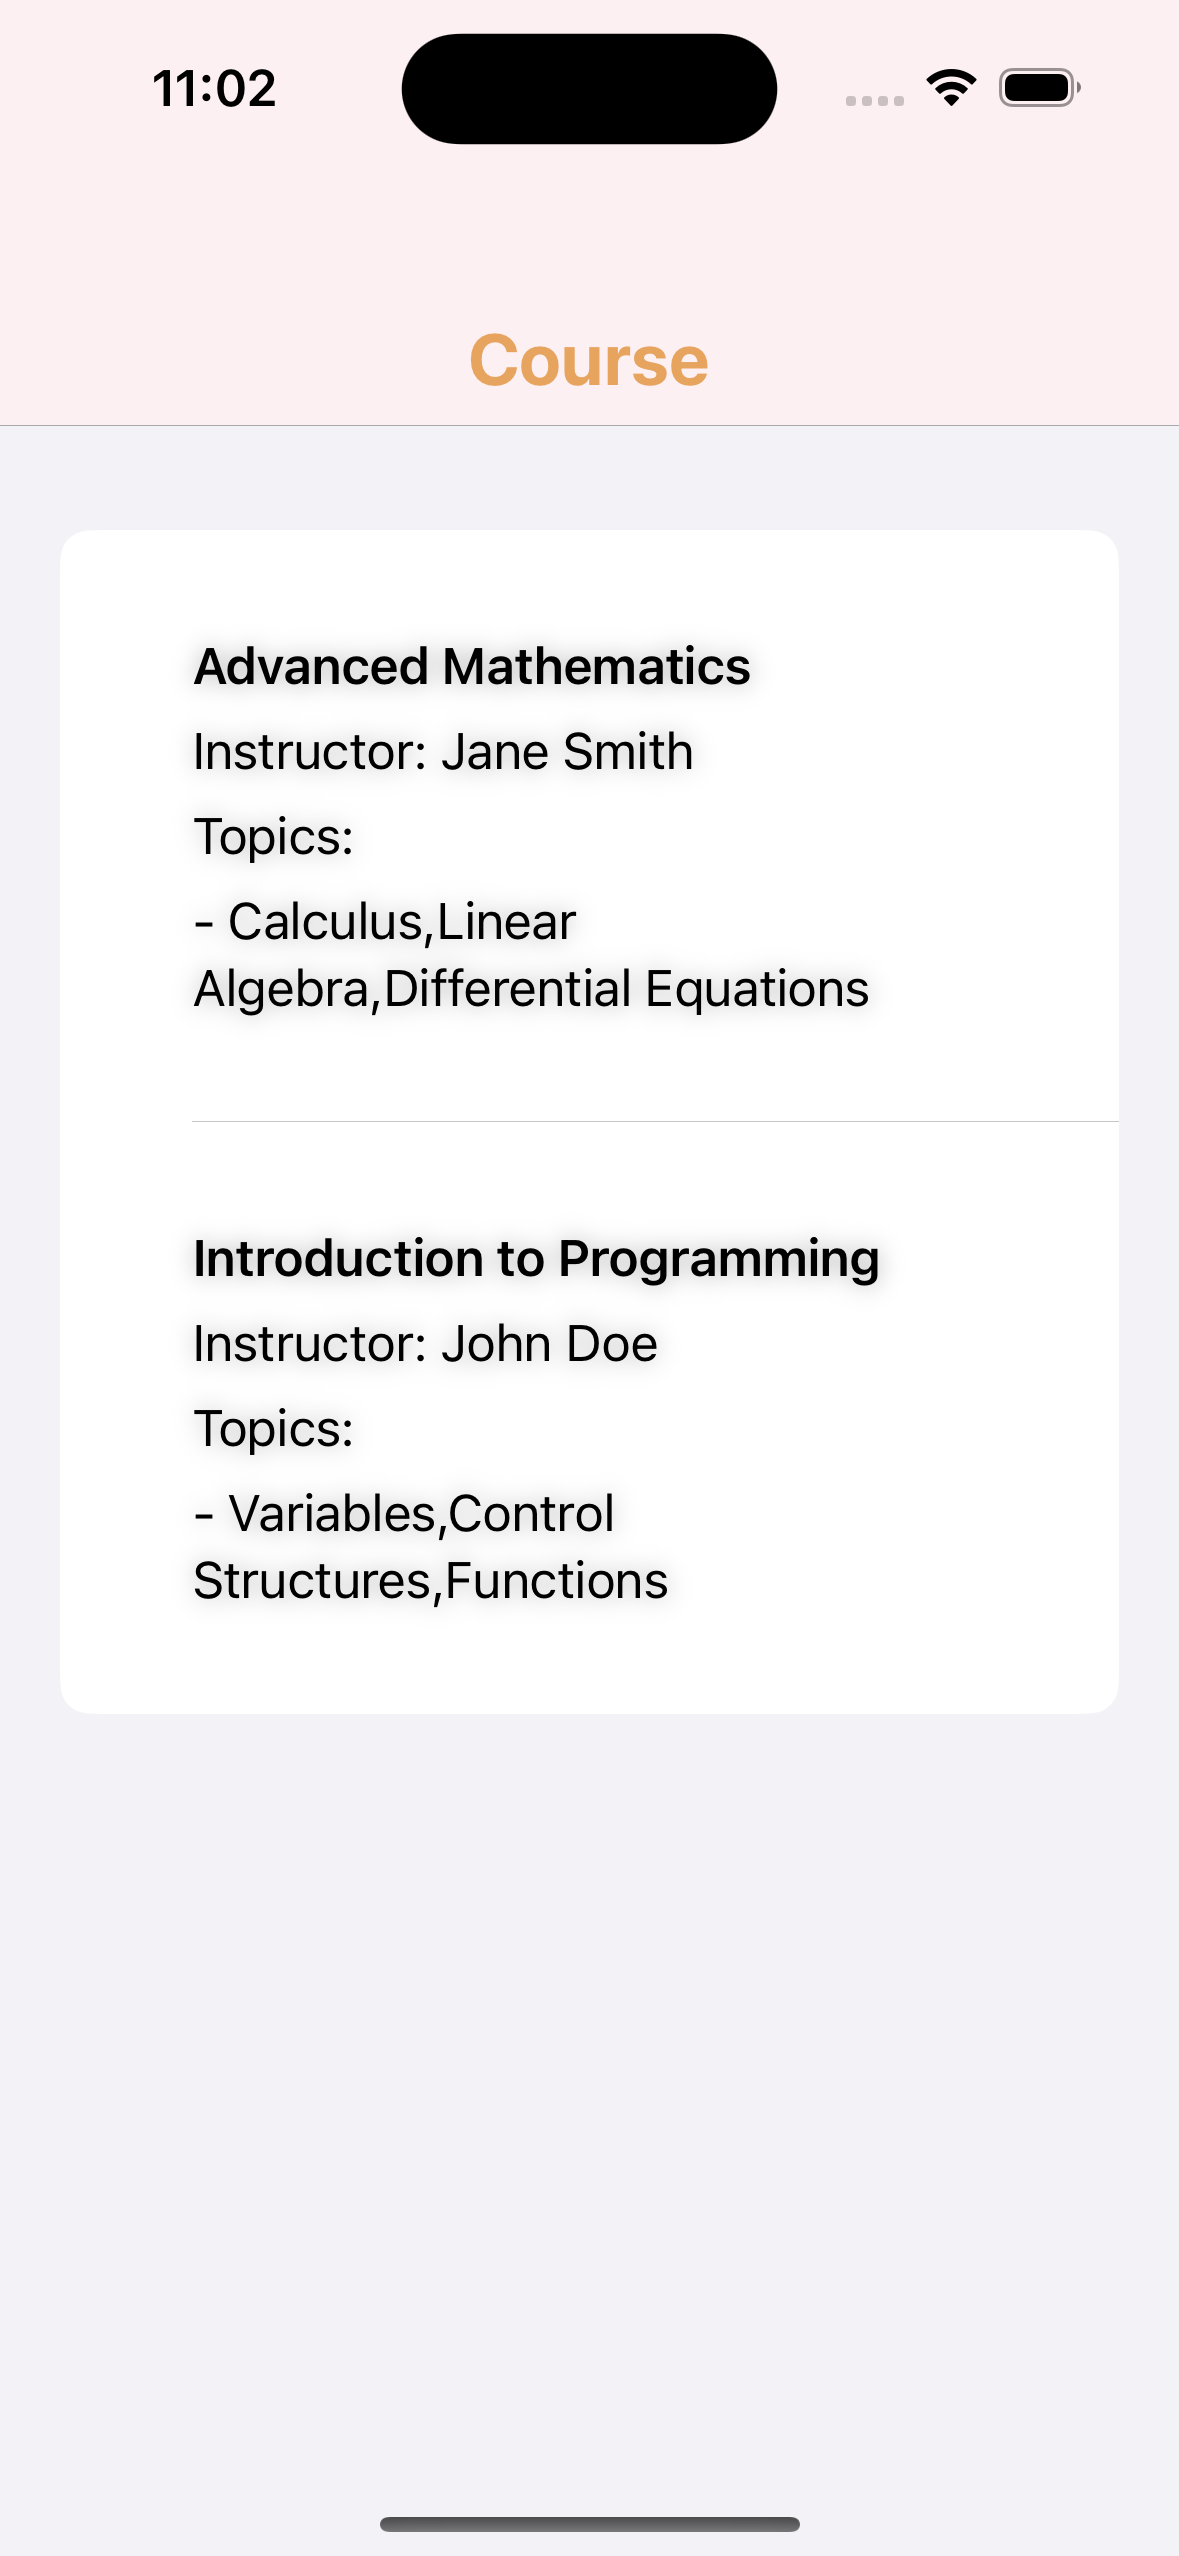 11:02
Course
Advanced Mathematics
Instructor: Jane Smith
Topics:
- Calculus,Linear
Algebra,Differential Equations
Introduction to Programming
Instructor: John Doe
Topics:
- Variables,Control
Structures,Functions